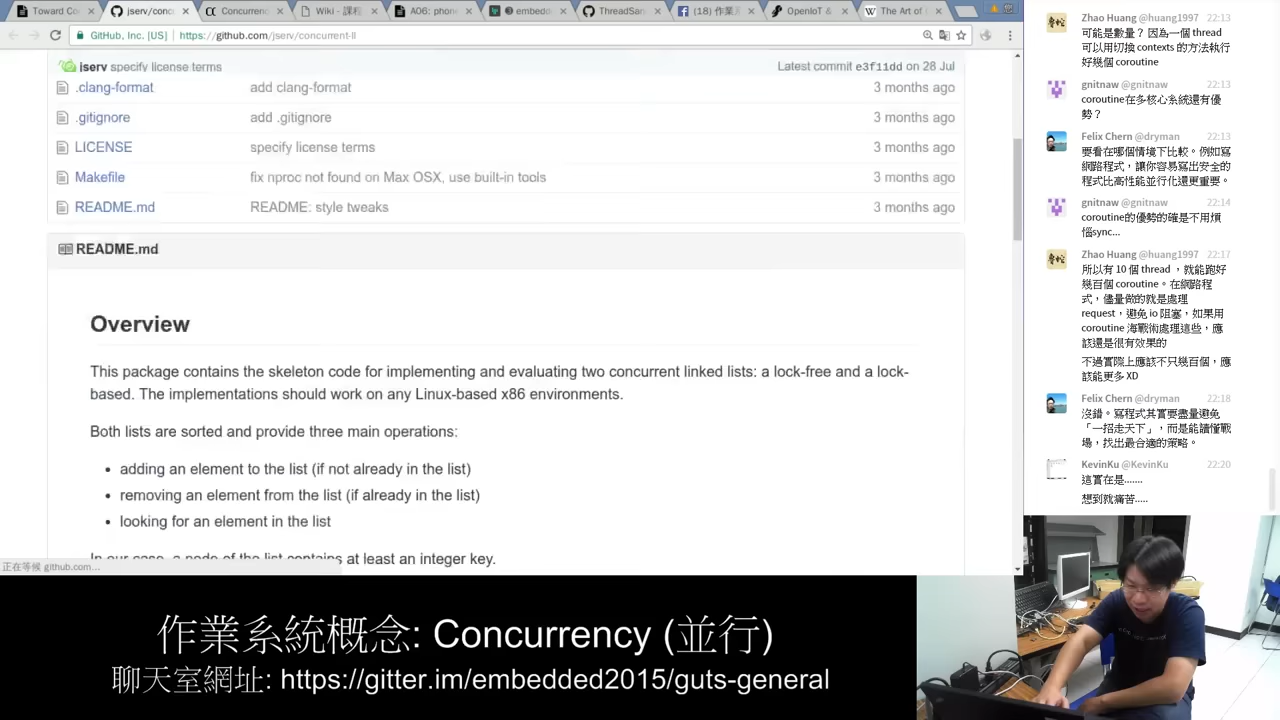 Toward Co
jserv/conc
Concurrenc
Wiki - 課程
A06: phon
embed
ThreadSan
(18) 作業
OpenIoT &
The Art of
GitHub, Inc. [US]
https://github.com/jserv/concurrent-ll
jserv specify license terms
Latest commit e3f11dd on 28 Jul
.clang-format
add clang-format
3 months ago
.gitignore
add .gitignore
3 months ago
LICENSE
specify license terms
3 months ago
Makefile
fix nproc not found on Max OSX, use built-in tools
3 months ago
README.md
README: style tweaks
3 months ago
README.md
Overview
This package contains the skeleton code for implementing and evaluating two concurrent linked lists: a lock-free and a lock-
based. The implementations should work on any Linux-based x86 environments.
Both lists are sorted and provide three main operations:
• adding an element to the list (if not already in the list)
• removing an element from the list (if already in the list)
• looking for an element in the list
In our case, a node of the list contains at least an integer key.
正在等候 github.com...
Zhao Huang @huang1997 22:13
可能是數量？ 因為一個 thread
可以用切換 contexts 的方法執行
好幾個 coroutine
gnitnaw @gnitnaw 22:13
coroutine在多核心系統還有優
勢？
Felix Chern @dryman 22:13
要看在哪個情境下比較。例如寫
網路程式，讓你容易寫出安全的
程式比高性能並行化還更重要。
gnitnaw @gnitnaw 22:14
coroutine的優勢的確是不用煩
惱sync...
Zhao Huang @huang1997 22:17
所以有 10 個 thread ，就能跑好
幾百個 coroutine。在網路程
式，儘量做的就是處理
request，避免 io 阻塞，如果用
coroutine 海戰術處理這些，應
該還是很有效果的
不過實際上應該不只幾百個，應
該能更多 XD
Felix Chern @dryman 22:18
沒錯。寫程式其實要盡量避免
「一招走天下」，而是能讀懂戰
場，找出最合適的策略。
KevinKu @KevinKu 22:20
這實在是.......
想到就痛苦.....
作業系統概念: Concurrency (並行)
聊天室網址: https://gitter.im/embedded2015/guts-general